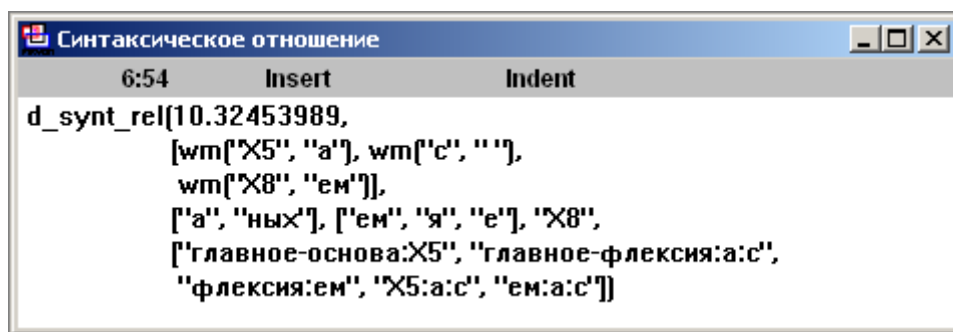 Синтаксическое отношение
6:54 Insert Indent
d_synt_rel(10.32453989,
[wm("X5", "а"), wm("с", " "),
wm("X8", "ем")],
["а", "ных"], ["ем", "я", "е"], "X8",
["главное-основа:X5", "главное-флексия:а:с",
"флексия:ем", "X5:а:с", "ем:а:с"])